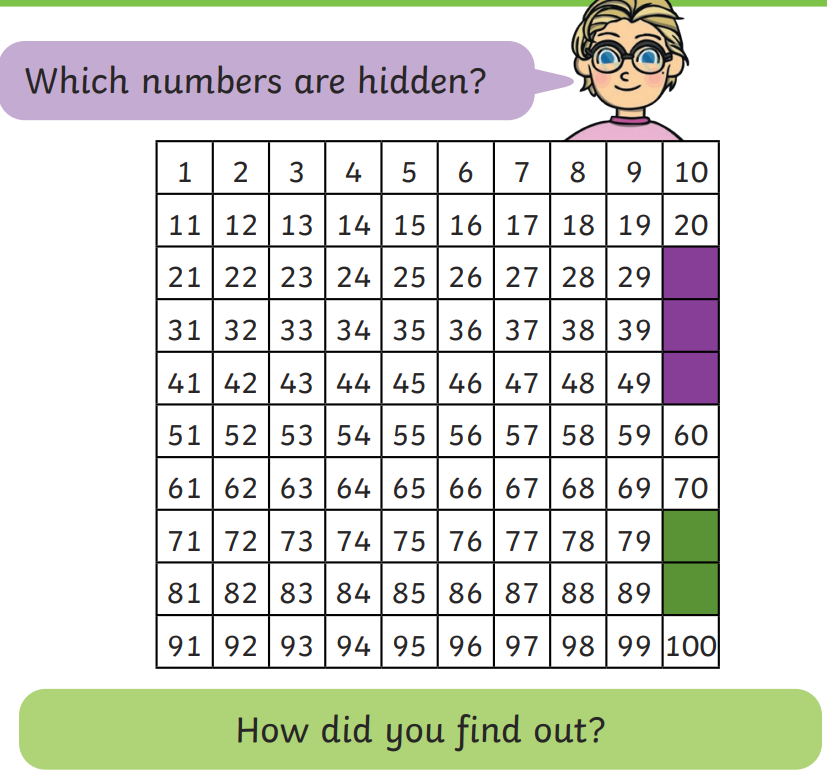 Which numbers are hidden?
1 2 3 4 5 6 7 8 9 10
11 12 13 14 15 16 17 18 19 20
21 22 23 24 25 26 27 28 29
31 32 33 34 35 36 37 38 39
41 42 43 44 45 46 47 48 49
51 52 53 54 55 56 57 58 59 60
61 62 63 64 65 66 67 68 69 70
71 72 73 74 75 76 77 78 79
81 82 83 84 85 86 87 88 89
91 92 93 94 95 96 97 98 99 100
How did you find out?